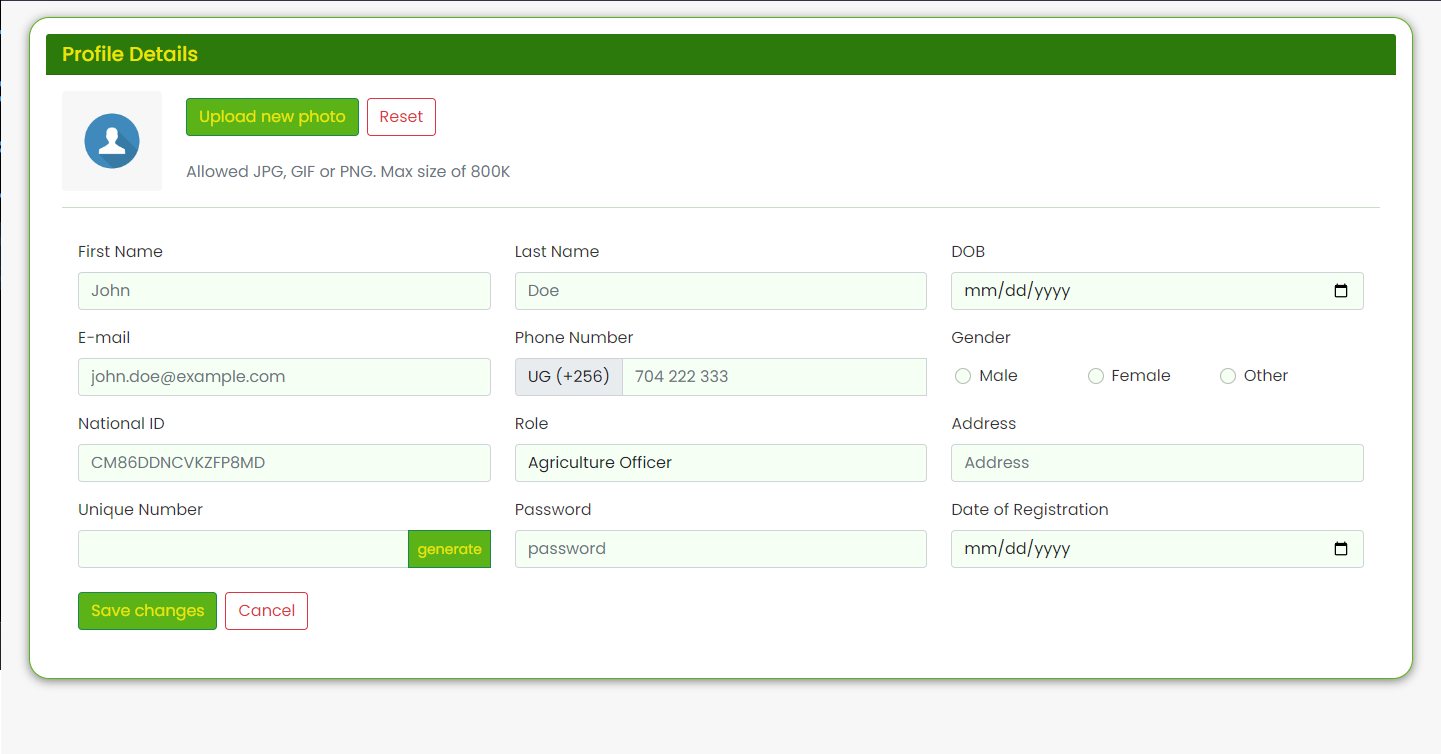 Profile Details
Upload new photo Reset
Allowed JPG, GIF or PNG. Max size of 800K
First Name Last Name DOB
John Doe mm/dd/yyyy
E-mail Phone Number Gender
john.doe@example.com UG (+256) 704 222 333 Male Female Other
National ID Role Address
CM86DDNCVKZFP8MD Agriculture Officer Address
Unique Number Password Date of Registration
generate password mm/dd/yyyy
Save changes Cancel